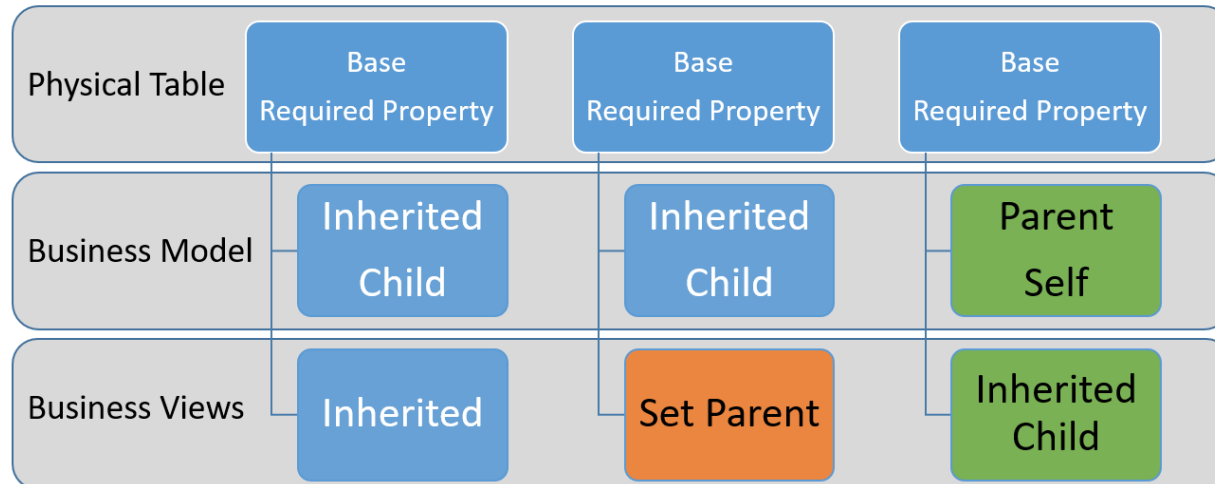 Physical Table
Base
Required Property
Base
Required Property
Base
Required Property
Business Model
Inherited
Child
Inherited
Child
Parent
Self
Business Views
Inherited
Set Parent
Inherited
Child